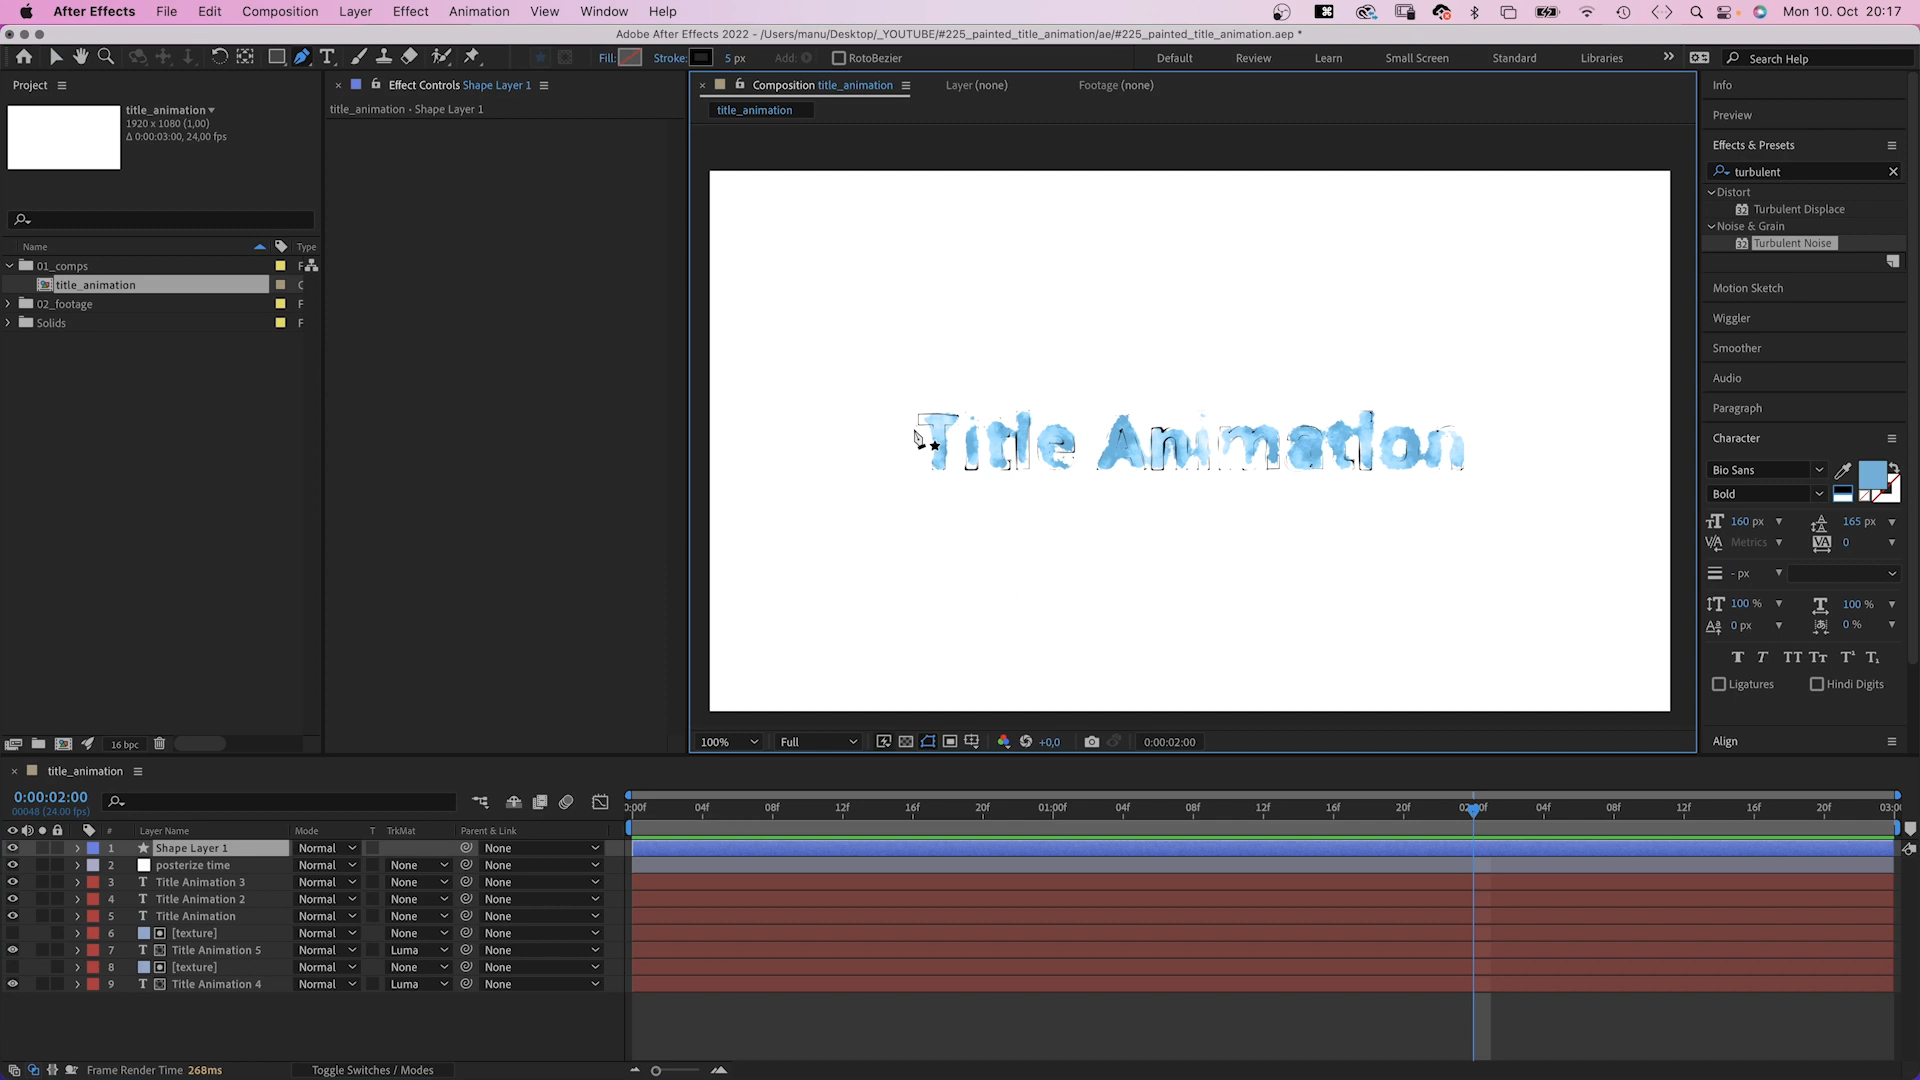 After Effects File Edit Composition Layer Effect Animation View Window Help Mon 10. Oct 20:17
Adobe After Effects 2022 - /Users/manu/Desktop/_YOUTUBE/#225_painted_title_animation/ae/#225_painted_title_animation.aep *
Fill: Stroke: 5 px Add: RotoBezier Default Review Learn Small Screen Standard Libraries Search Help
Project Effect Controls Shape Layer 1 Composition title_animation Layer (none) Footage (none) Info
title_animation
1920 x 1080 (1,00)
Δ 0:00:03:00, 24,00 fps
title_animation • Shape Layer 1
title_animation
Preview
Effects & Presets
turbulent
Distort
Turbulent Displace
Noise & Grain
Turbulent Noise
Name Type
01_comps F
title_animation C
02_footage F
Solids F
Motion Sketch
Wiggler
Smoother
Audio
Paragraph
Character
Title Animation
Bio Sans
Bold
160 px 165 px
Metrics 0
- px
100 % 100 %
0 px 0 %
T T TT Tt T¹ T₁
Ligatures Hindi Digits
Align
16 bpc
100% Full +0,0 0:00:02:00
title_animation
0:00:02:00
00048 (24.00 fps)
0:00f 04f 08f 12f 16f 20f 01:00f 04f 08f 12f 16f 20f 02:00f 04f 08f 12f 16f 20f 03:0
# Layer Name Mode T TrkMat Parent & Link
1 Shape Layer 1 Normal None
2 posterize time Normal None None
3 T Title Animation 3 Normal None None
4 T Title Animation 2 Normal None None
5 T Title Animation Normal None None
6 [texture] Normal None None
7 T Title Animation 5 Normal Luma None
8 [texture] Normal None None
9 T Title Animation 4 Normal Luma None
Frame Render Time 268ms Toggle Switches / Modes